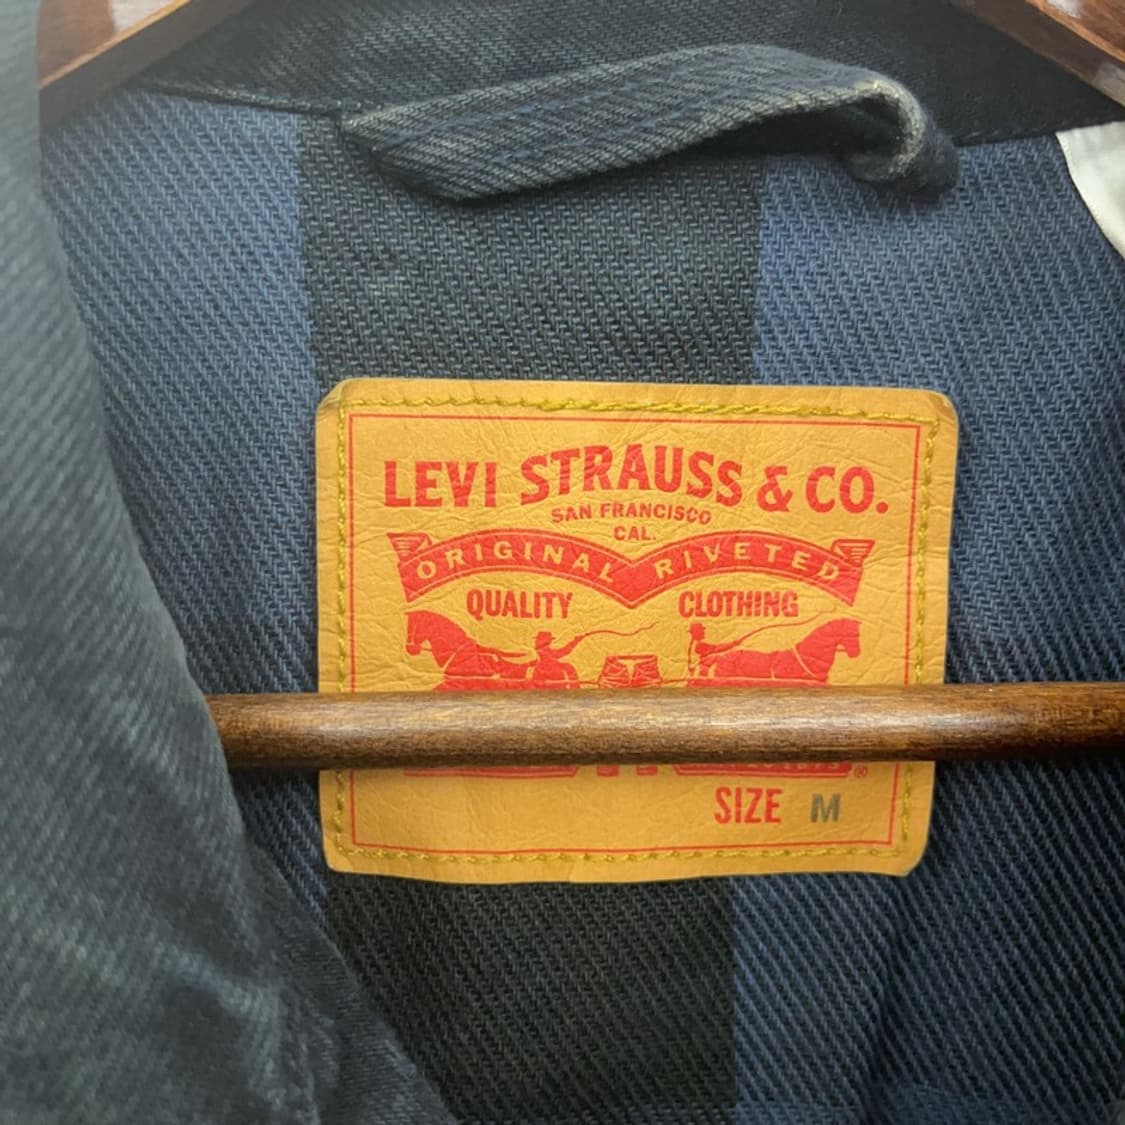 LEVI STRAUSS & CO.
SAN FRANCISCO
CAL.
ORIGINAL RIVETED
QUALITY CLOTHING
®
SIZE M